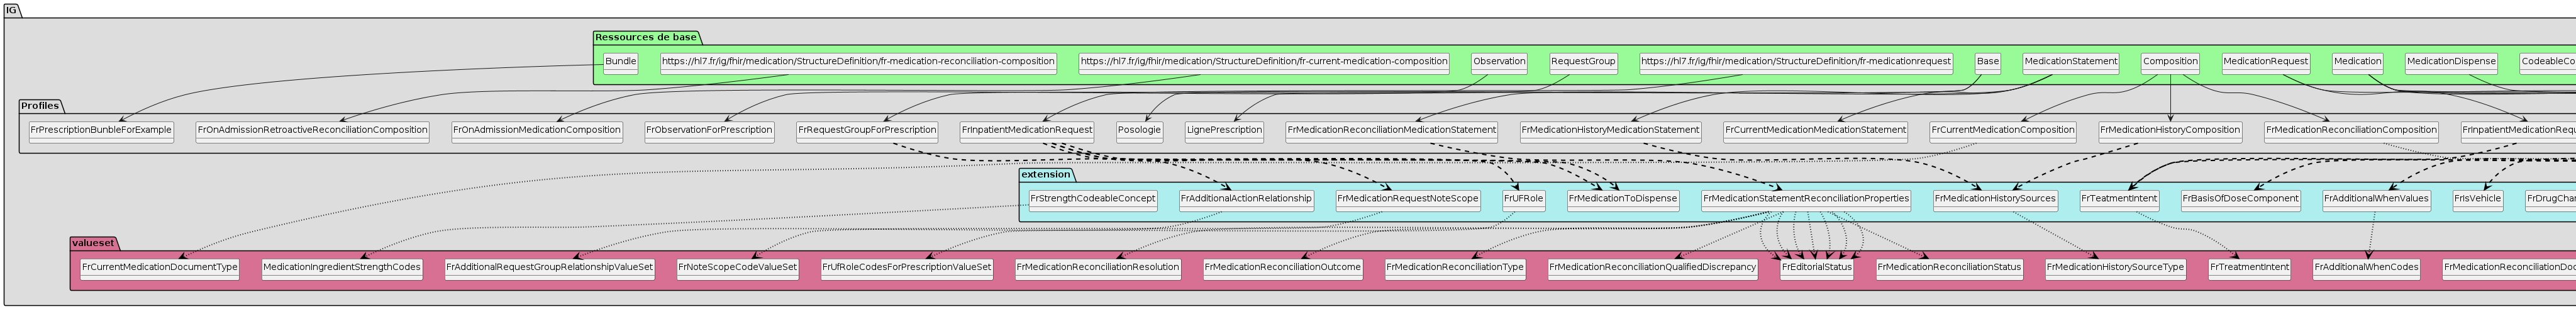 IG
Ressources de base
Bundle
https://hl7.fr/ig/fhir/medication/StructureDefinition/fr-medication-reconciliation-composition
https://hl7.fr/ig/fhir/medication/StructureDefinition/fr-current-medication-composition
Observation
RequestGroup
https://hl7.fr/ig/fhir/medication/StructureDefinition/fr-medicationrequest
Base
MedicationStatement
Composition
MedicationRequest
Medication
MedicationDispense
CodeableCo
Profiles
FrPrescriptionBunbleForExample
FrOnAdmissionRetroactiveReconciliationComposition
FrOnAdmissionMedicationComposition
FrObservationForPrescription
FrRequestGroupForPrescription
FrInpatientMedicationRequest
Posologie
LignePrescription
FrMedicationReconciliationMedicationStatement
FrMedicationHistoryMedicationStatement
FrCurrentMedicationMedicationStatement
FrCurrentMedicationComposition
FrMedicationHistoryComposition
FrMedicationReconciliationComposition
FrInpatientMedicationRequ
extension
FrStrengthCodeableConcept
FrAdditionalActionRelationship
FrMedicationRequestNoteScope
FrUFRole
FrMedicationToDispense
FrMedicationStatementReconciliationProperties
FrMedicationHistorySources
FrTeatmentIntent
FrBasisOfDoseComponent
FrAdditionalWhenValues
FrIsVehicle
FrDrugChar
valueset
FrCurrentMedicationDocumentType
MedicationIngredientStrengthCodes
FrAdditionalRequestGroupRelationshipValueSet
FrNoteScopeCodeValueSet
FrUfRoleCodesForPrescriptionValueSet
FrMedicationReconciliationResolution
FrMedicationReconciliationOutcome
FrMedicationReconciliationType
FrMedicationReconciliationQualifiedDiscrepancy
FrEditorialStatus
FrMedicationReconciliationStatus
FrMedicationHistorySourceType
FrTreatmentIntent
FrAdditionalWhenCodes
FrMedicationReconciliationDoc